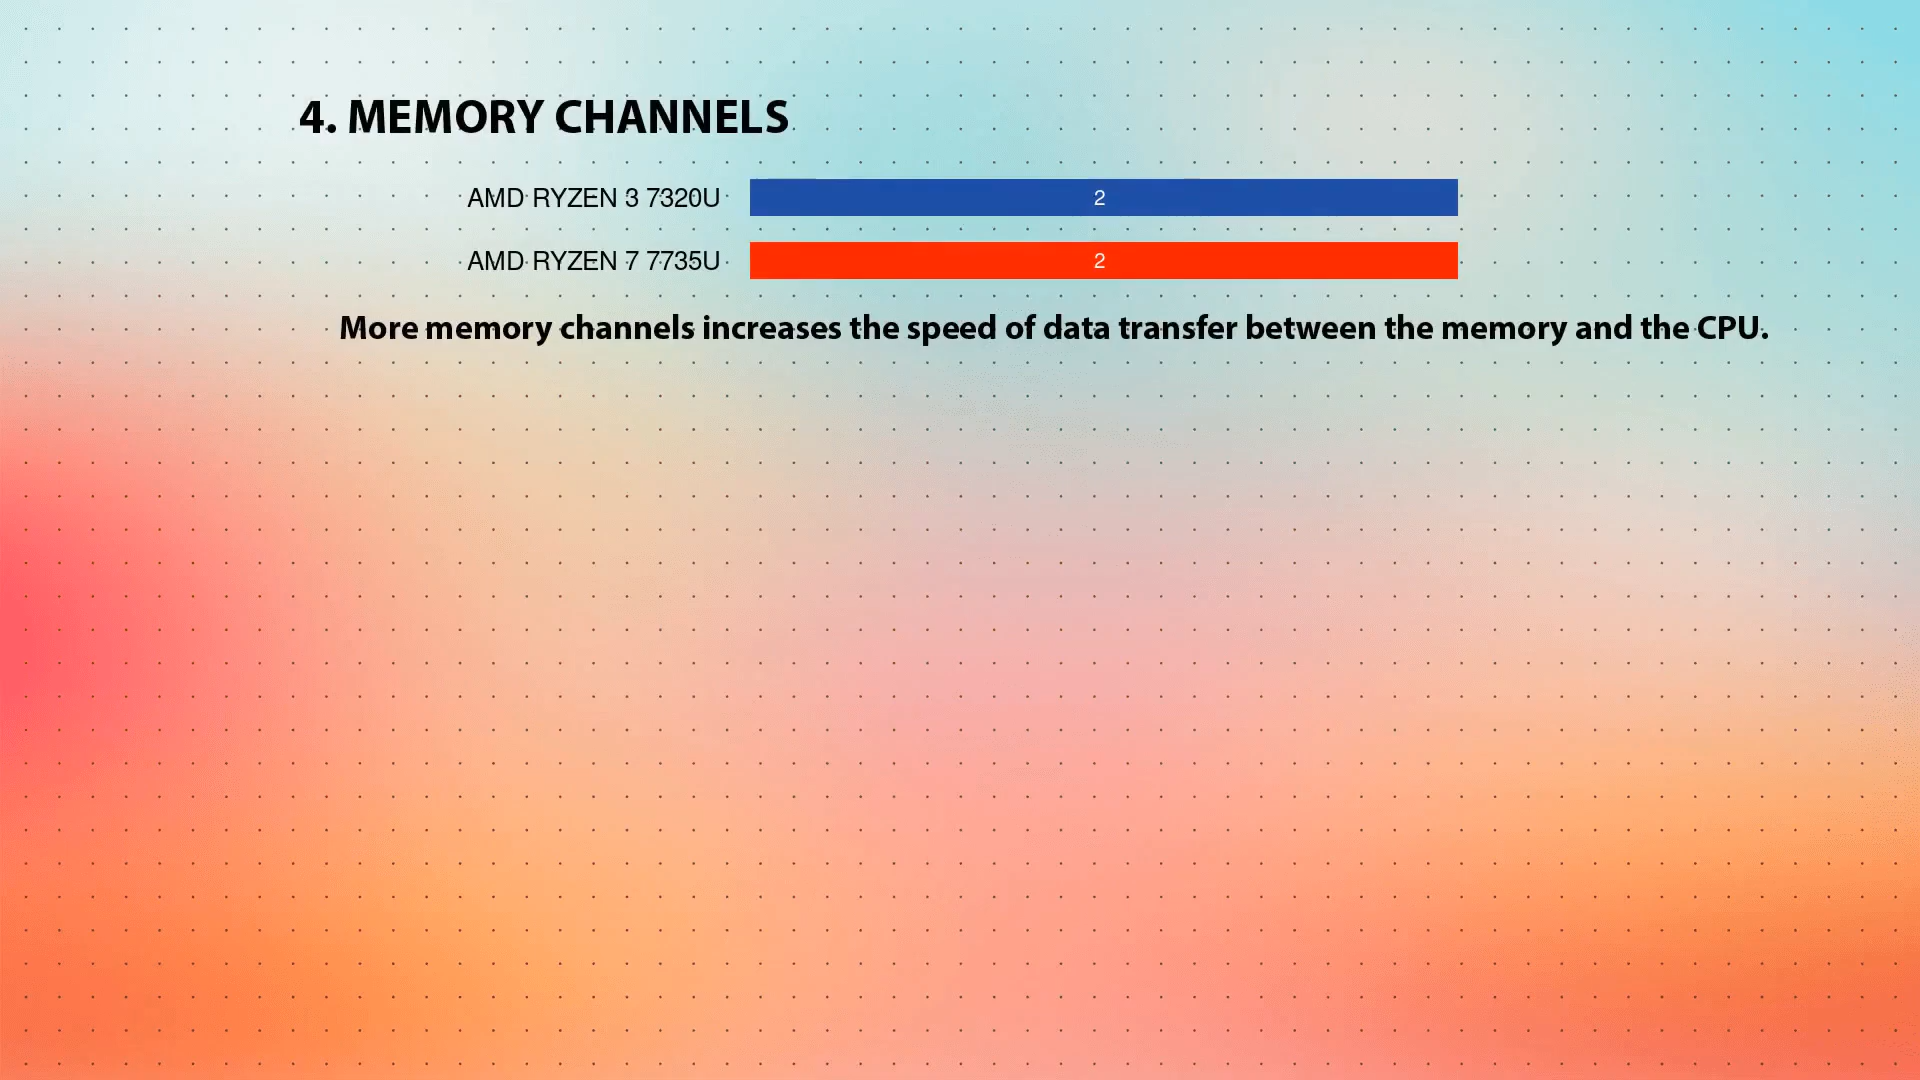 4. MEMORY CHANNELS
AMD RYZEN 3 7320U 2
AMD RYZEN 7 7735U 2
More memory channels increases the speed of data transfer between the memory and the CPU.